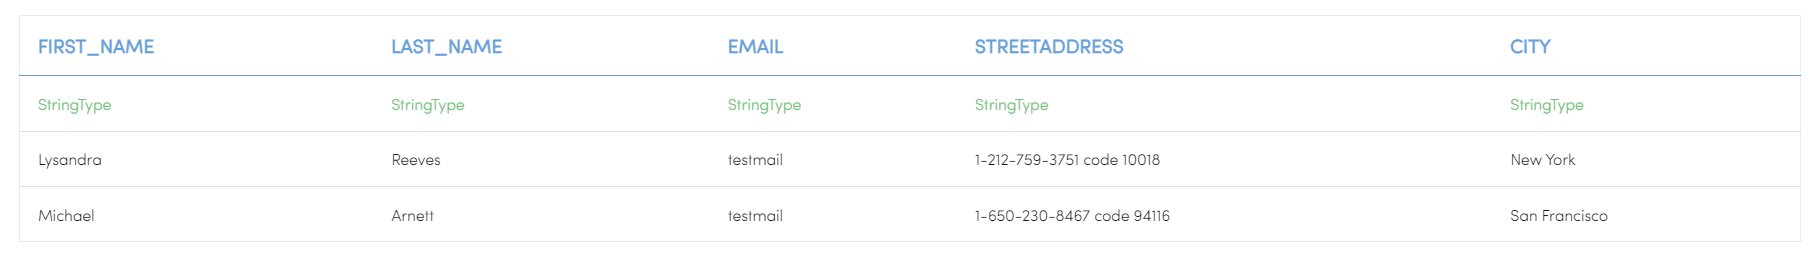 FIRST_NAME LAST_NAME EMAIL STREETADDRESS CITY
StringType StringType StringType StringType StringType
Lysandra Reeves testmail 1-212-759-3751 code 10018 New York
Michael Arnett testmail 1-650-230-8467 code 94116 San Francisco